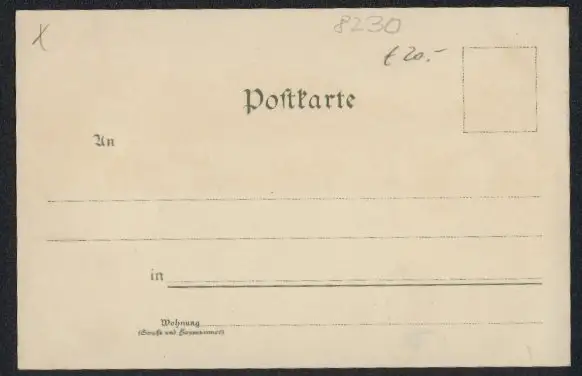 x
8230
€ 20.-
Postkarte
An
in
Wohnung
(Straße und Hausnummer)